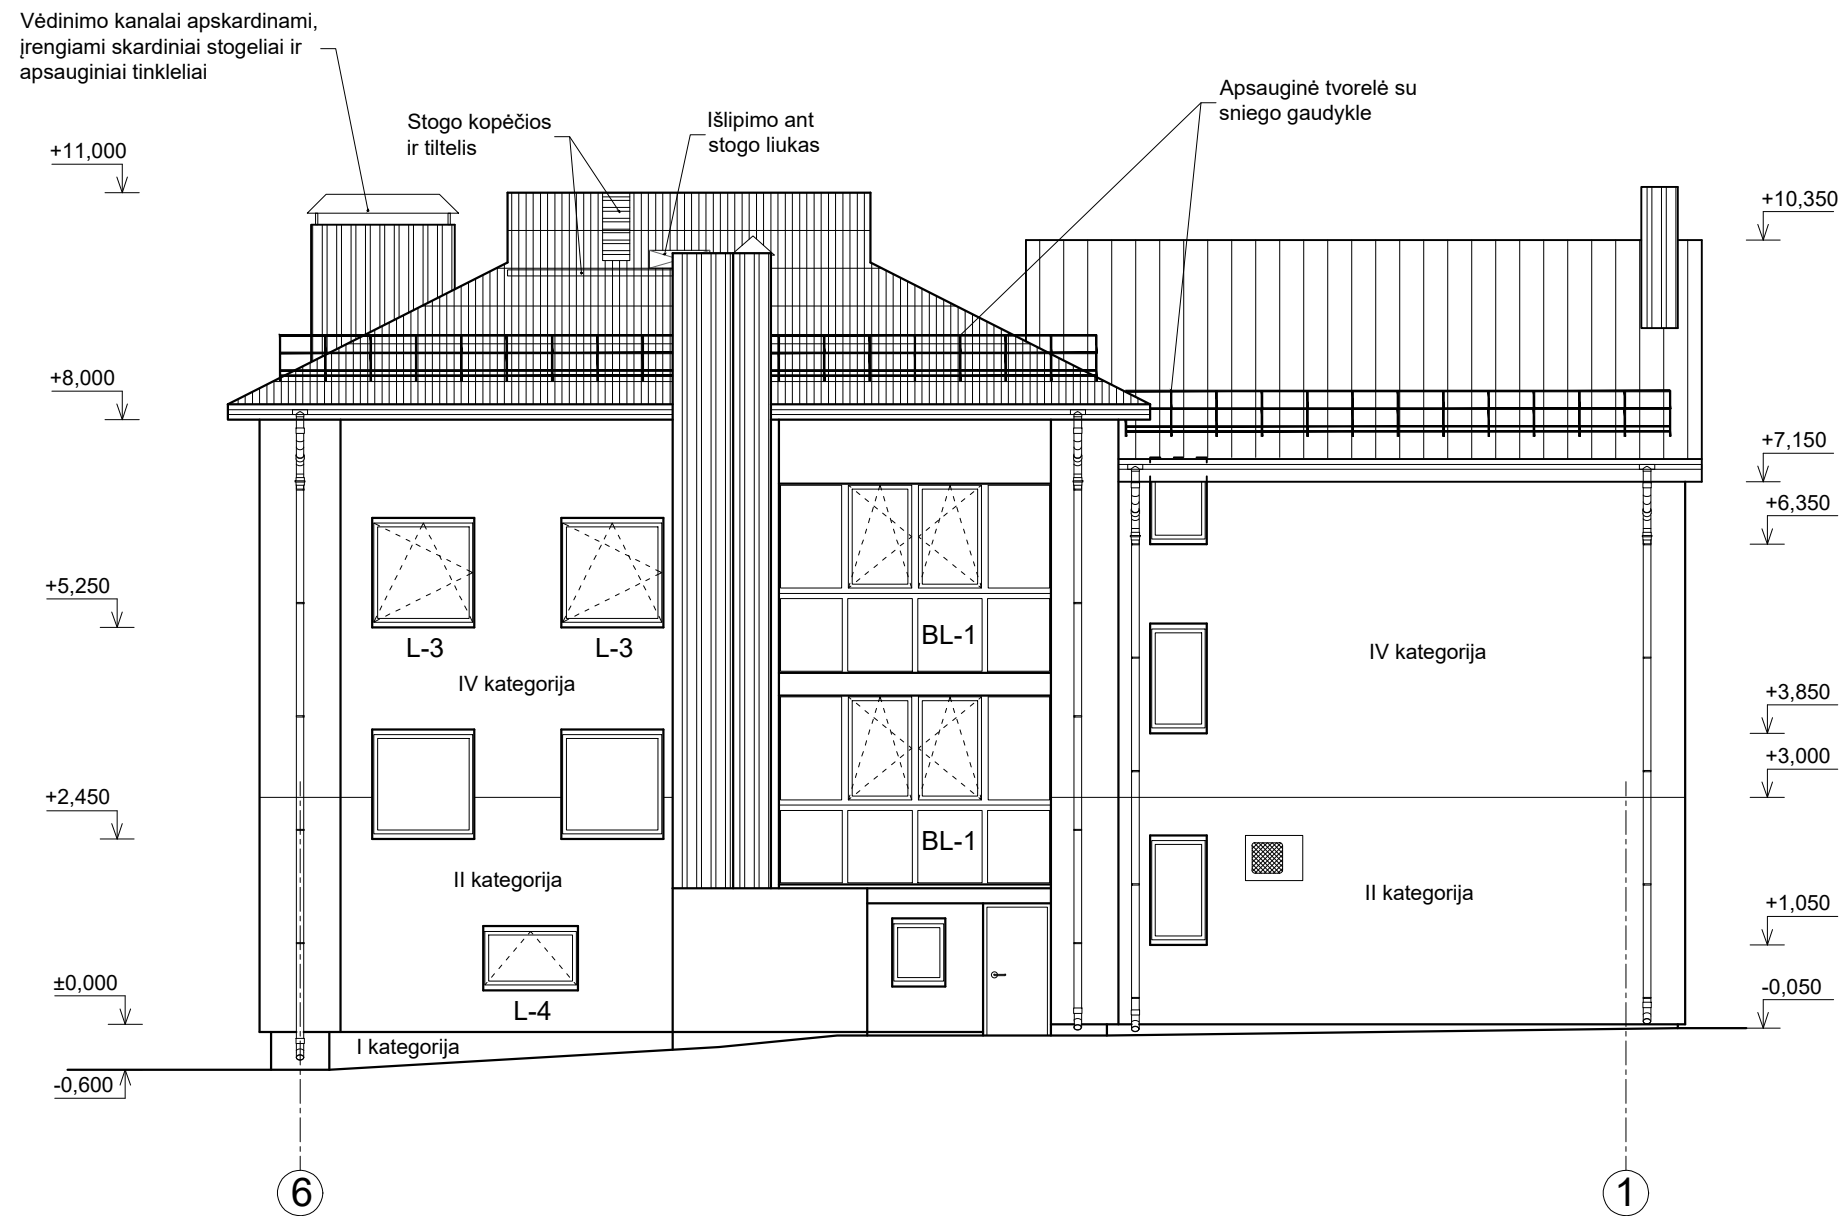 Vėdinimo kanalai apskardinami,
įrengiami skardiniai stogeliai ir
apsauginiai tinkleliai
Stogo kopėčios
ir tiltelis
Išlipimo ant
stogo liukas
Apsauginė tvorelė su
sniego gaudykle
+11,000
+10,350
+8,000
+7,150
+6,350
+5,250
L-3
L-3
BL-1
IV kategorija
IV kategorija
+3,850
+3,000
+2,450
BL-1
II kategorija
II kategorija
+1,050
±0,000
-0,050
L-4
I kategorija
-0,600
6
1